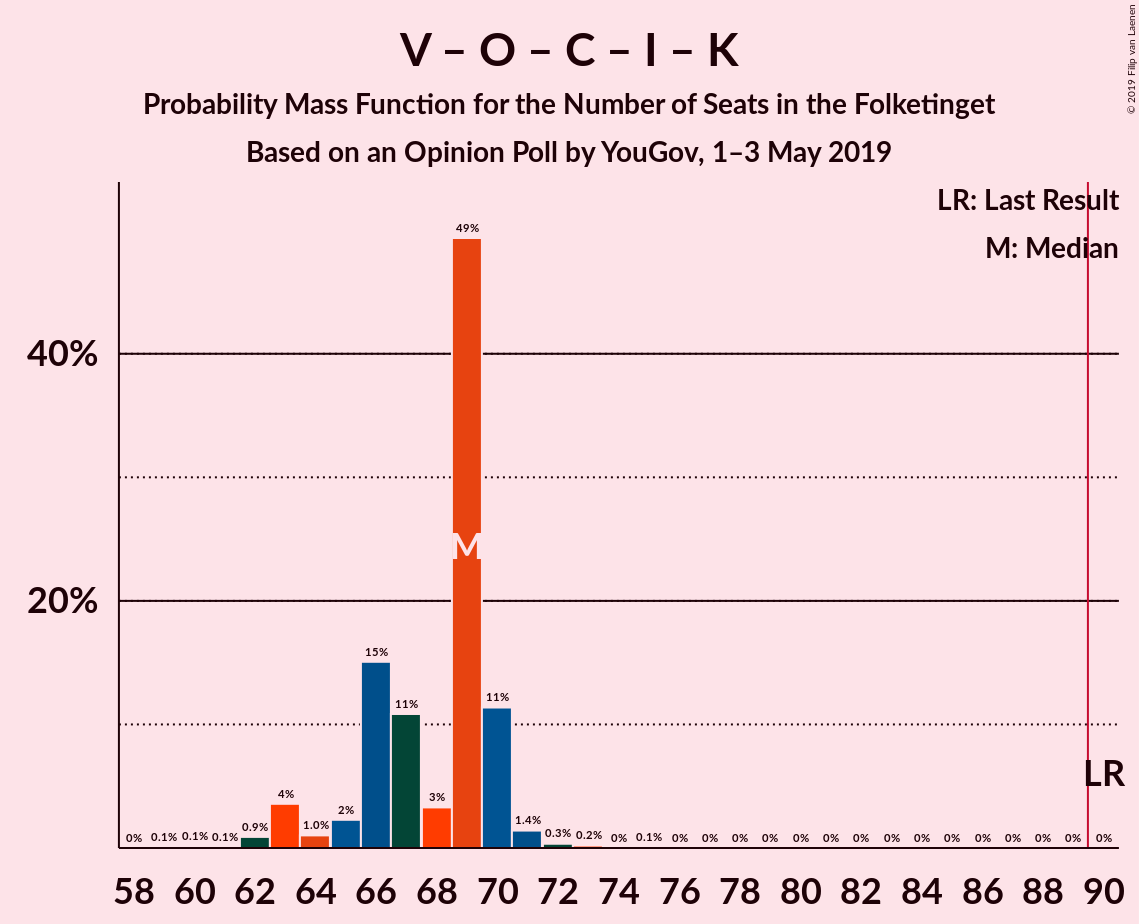 V – O – C – I – K
Probability Mass Function for the Number of Seats in the Folketinget
Based on an Opinion Poll by YouGov, 1–3 May 2019
© 2019 Filip van Laenen
LR: Last Result
M: Median
49%
40%
M
20%
15%
11%
11%
LR
4%
3%
2%
1.4%
0% 0.1% 0.1% 0.1% 0.9% 1.0% 0.3% 0.2% 0% 0.1% 0% 0% 0% 0% 0% 0% 0% 0% 0% 0% 0% 0% 0% 0% 0%
58 60 62 64 66 68 70 72 74 76 78 80 82 84 86 88 90